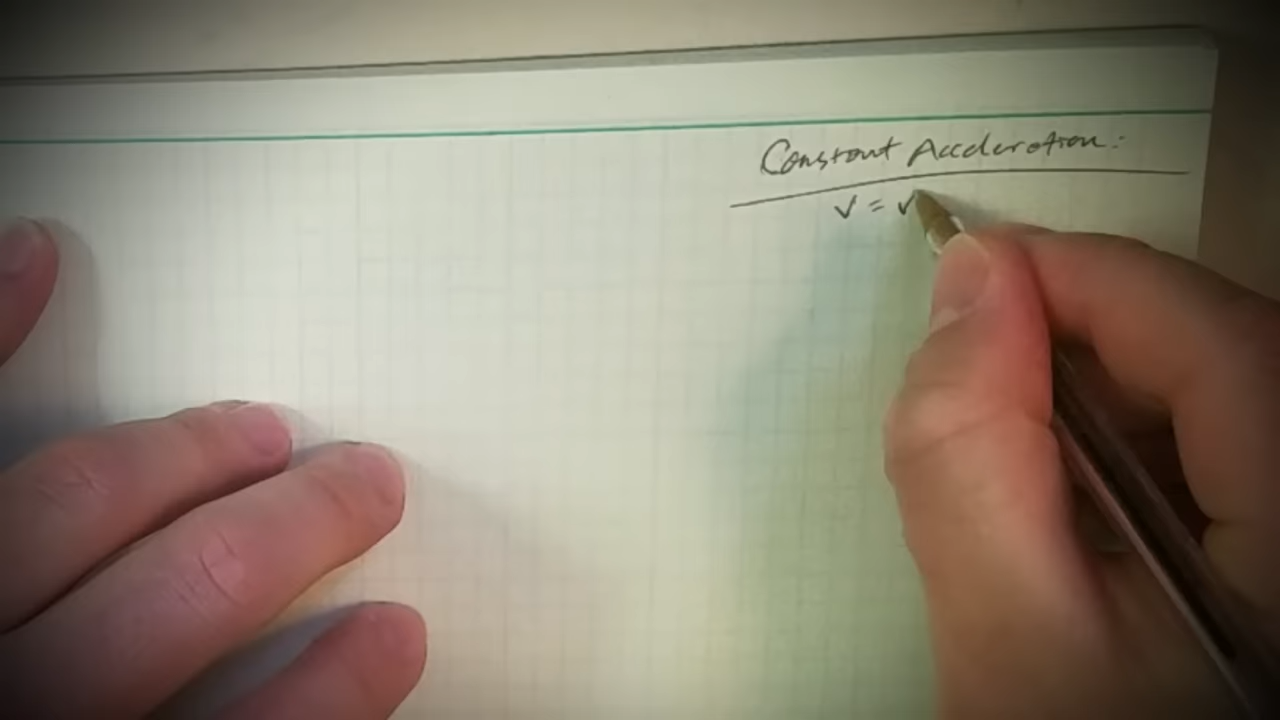 Constant Acceleration:
v = v